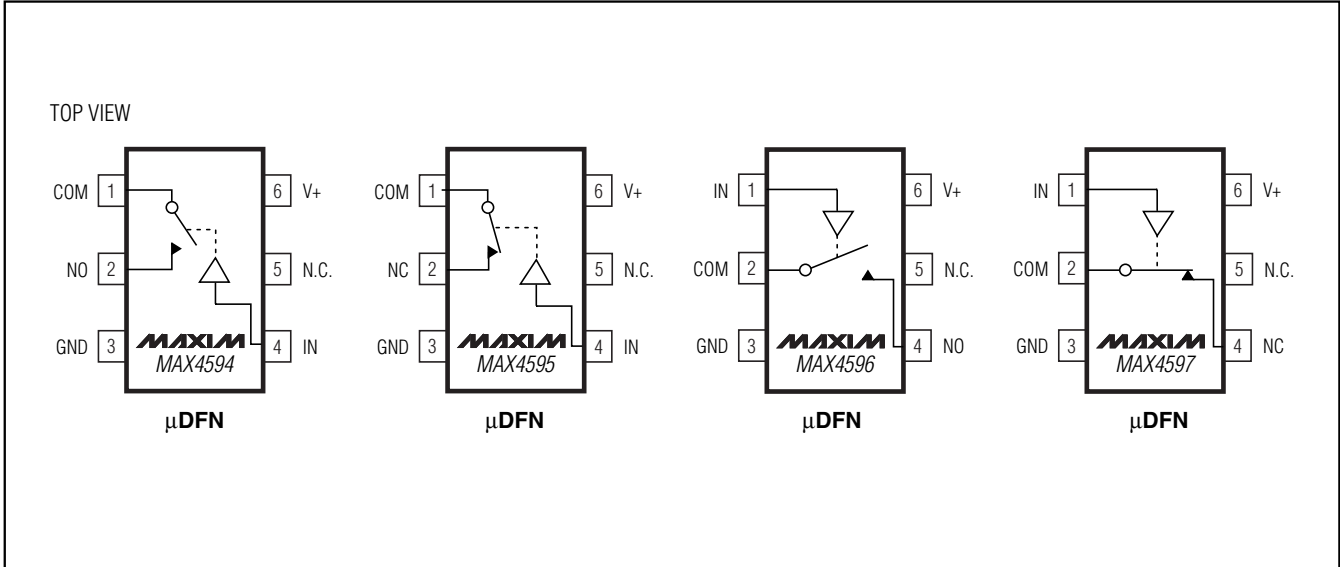 TOP VIEW
COM 1 6 V+
NO 2 5 N.C.
GND 3 4 IN
MAXIM
MAX4594
µDFN
COM 1 6 V+
NC 2 5 N.C.
GND 3 4 IN
MAXIM
MAX4595
µDFN
IN 1 6 V+
COM 2 5 N.C.
GND 3 4 NO
MAXIM
MAX4596
µDFN
IN 1 6 V+
COM 2 5 N.C.
GND 3 4 NC
MAXIM
MAX4597
µDFN